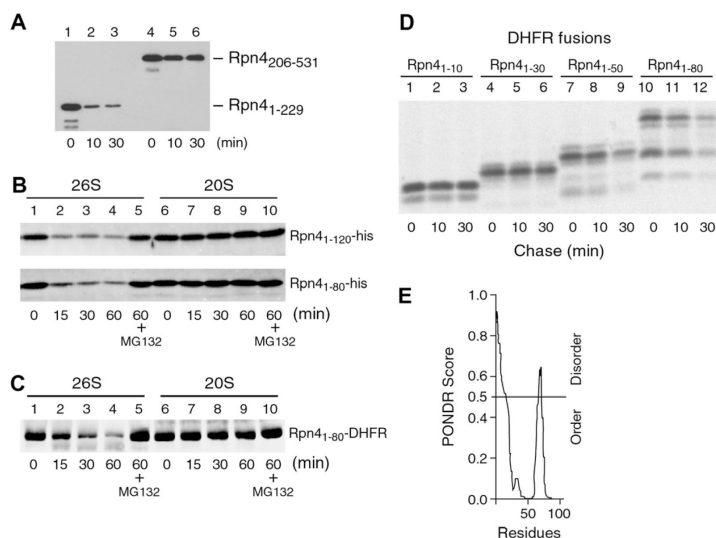 A
1 2 3 4 5 6
Rpn4206-531
Rpn41-229
0 10 30 0 10 30 (min)
B
26S 20S
1 2 3 4 5 6 7 8 9 10
Rpn41-120-his
Rpn41-80-his
0 15 30 60 60 0 15 30 60 60 (min)
+ +
MG132 MG132
C
26S 20S
1 2 3 4 5 6 7 8 9 10
Rpn41-80-DHFR
0 15 30 60 60 0 15 30 60 60 (min)
+ +
MG132 MG132
D
DHFR fusions
Rpn41-10 Rpn41-30 Rpn41-50 Rpn41-80
1 2 3 4 5 6 7 8 9 10 11 12
0 10 30 0 10 30 0 10 30 0 10 30
Chase (min)
E
1.0
0.8
0.6
0.5
0.4
0.2
0.0
PONDR Score
Disorder
Order
50 100
Residues